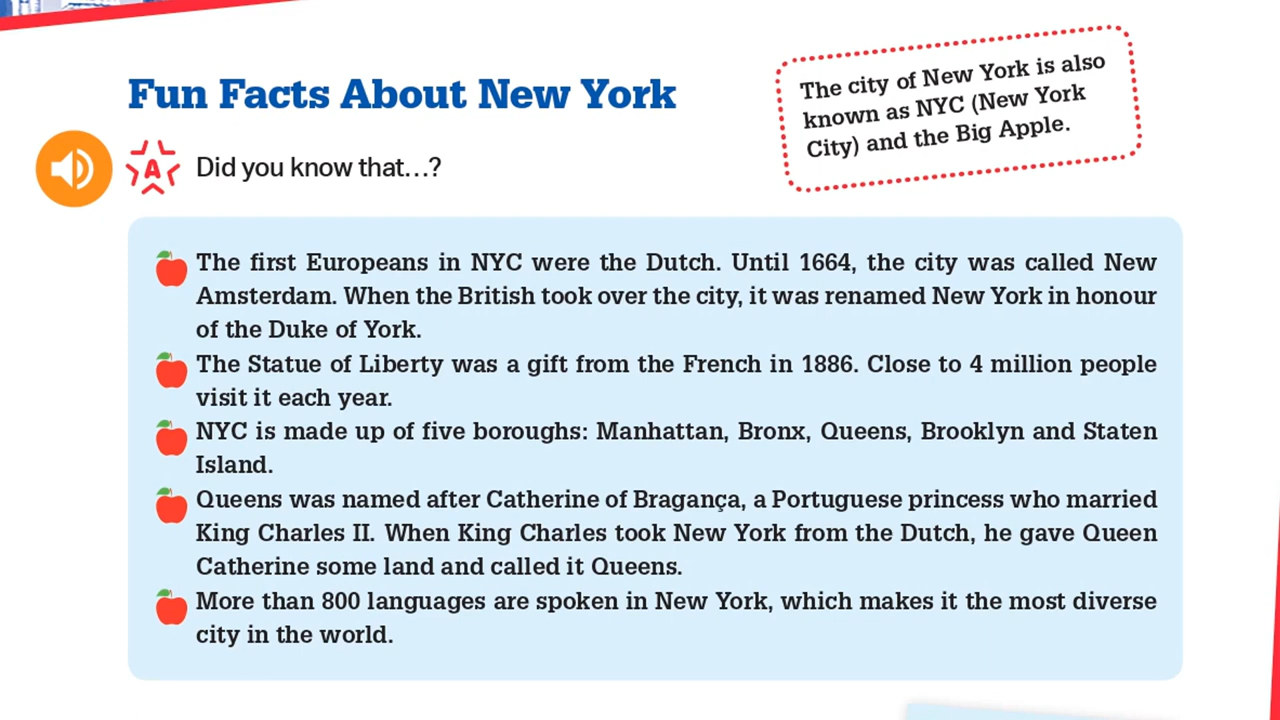 Fun Facts About New York
The city of New York is also
known as NYC (New York
City) and the Big Apple.
A
Did you know that...?
The first Europeans in NYC were the Dutch. Until 1664, the city was called New
Amsterdam. When the British took over the city, it was renamed New York in honour
of the Duke of York.
The Statue of Liberty was a gift from the French in 1886. Close to 4 million people
visit it each year.
NYC is made up of five boroughs: Manhattan, Bronx, Queens, Brooklyn and Staten
Island.
Queens was named after Catherine of Bragança, a Portuguese princess who married
King Charles II. When King Charles took New York from the Dutch, he gave Queen
Catherine some land and called it Queens.
More than 800 languages are spoken in New York, which makes it the most diverse
city in the world.